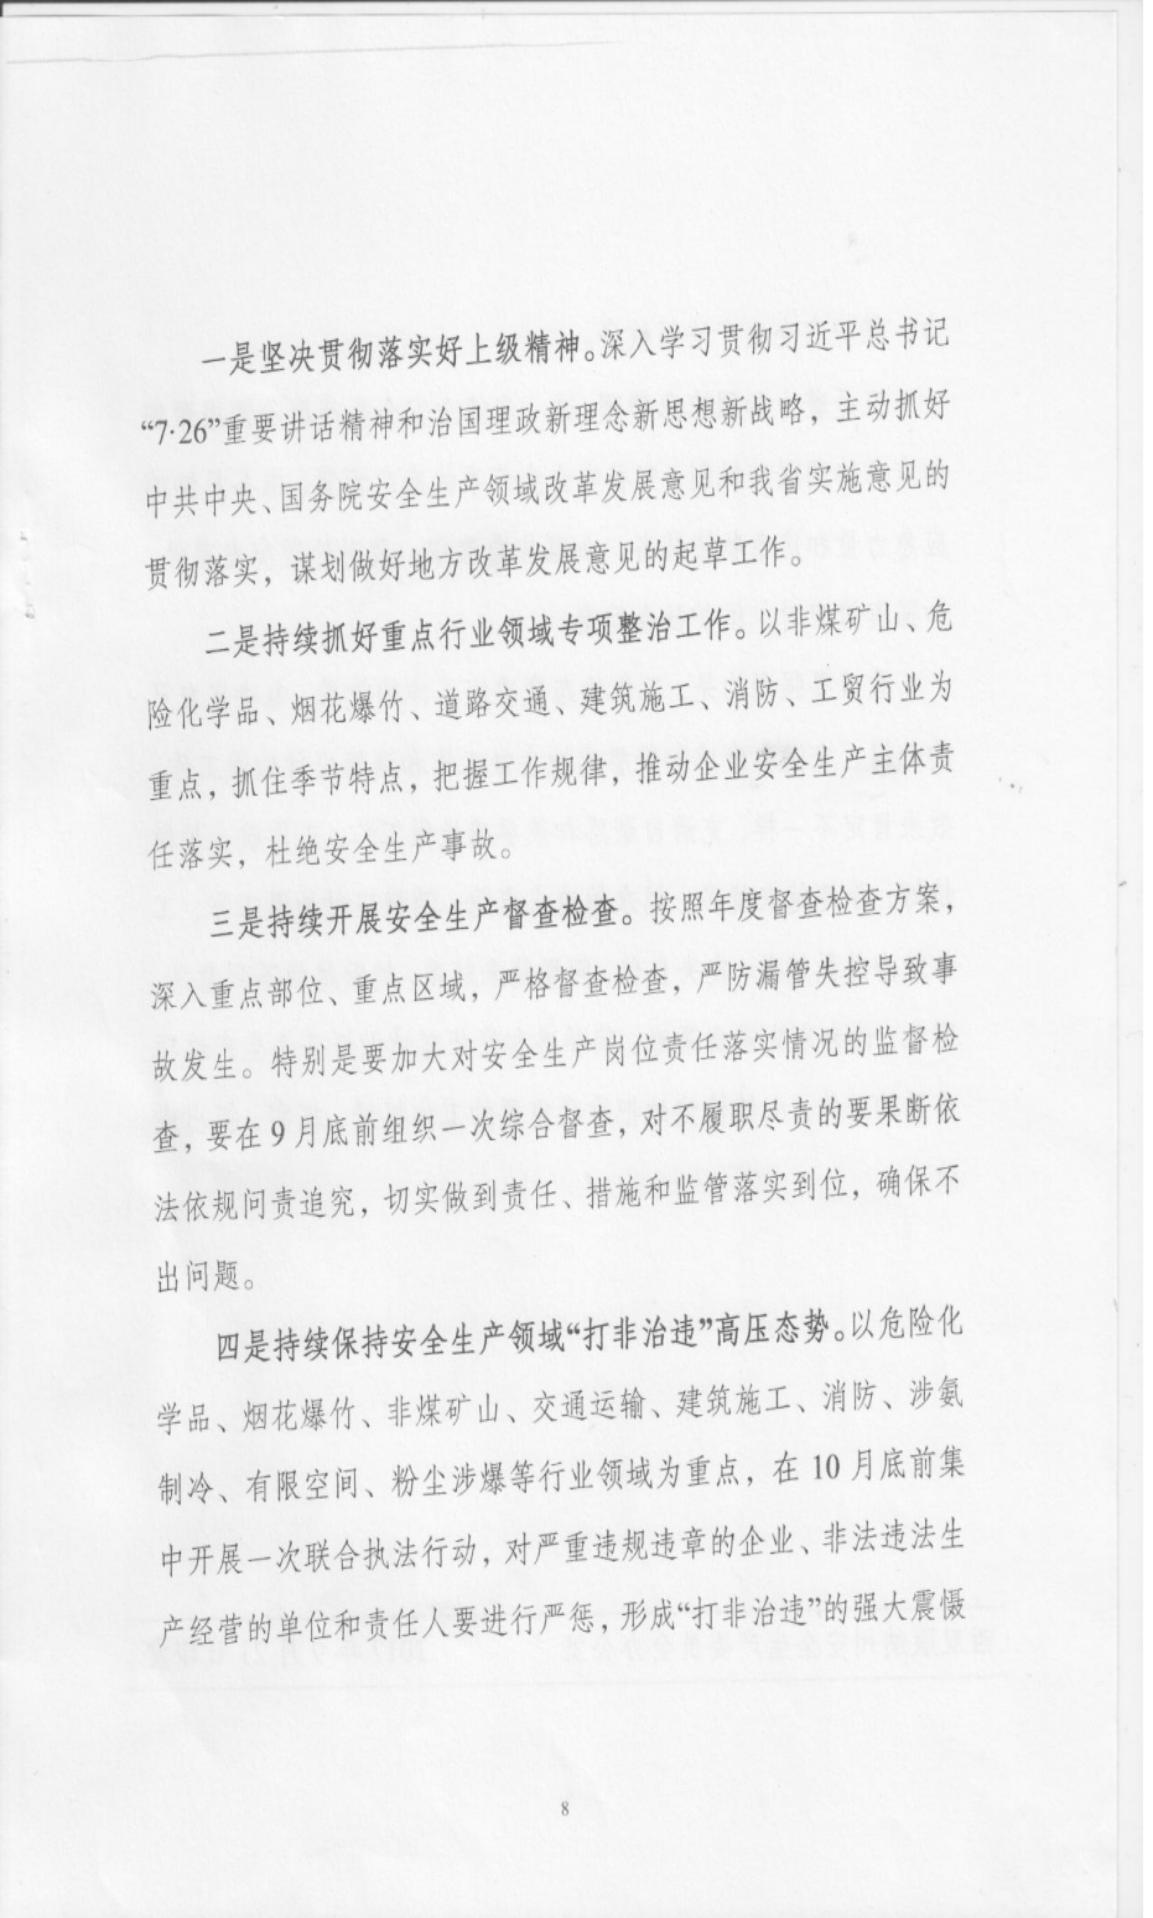 一是坚决贯彻落实好上级精神。深入学习贯彻习近平总书记
“7·26”重要讲话精神和治国理政新理念新思想新战略，主动抓好
中共中央、国务院安全生产领域改革发展意见和我省实施意见的
贯彻落实，谋划做好地方改革发展意见的起草工作。
二是持续抓好重点行业领域专项整治工作。以非煤矿山、危
险化学品、烟花爆竹、道路交通、建筑施工、消防、工贸行业为
重点，抓住季节特点，把握工作规律，推动企业安全生产主体责
任落实，杜绝安全生产事故。
三是持续开展安全生产督查检查。按照年度督查检查方案，
深入重点部位、重点区域，严格督查检查，严防漏管失控导致事
故发生。特别是要加大对安全生产岗位责任落实情况的监督检
查，要在9月底前组织一次综合督查，对不履职尽责的要果断依
法依规问责追究，切实做到责任、措施和监管落实到位，确保不
出问题。
四是持续保持安全生产领域“打非治违”高压态势。以危险化
学品、烟花爆竹、非煤矿山、交通运输、建筑施工、消防、涉氨
制冷、有限空间、粉尘涉爆等行业领域为重点，在10月底前集
中开展一次联合执法行动，对严重违规违章的企业、非法违法生
产经营的单位和责任人要进行严惩，形成“打非治违”的强大震慑
8